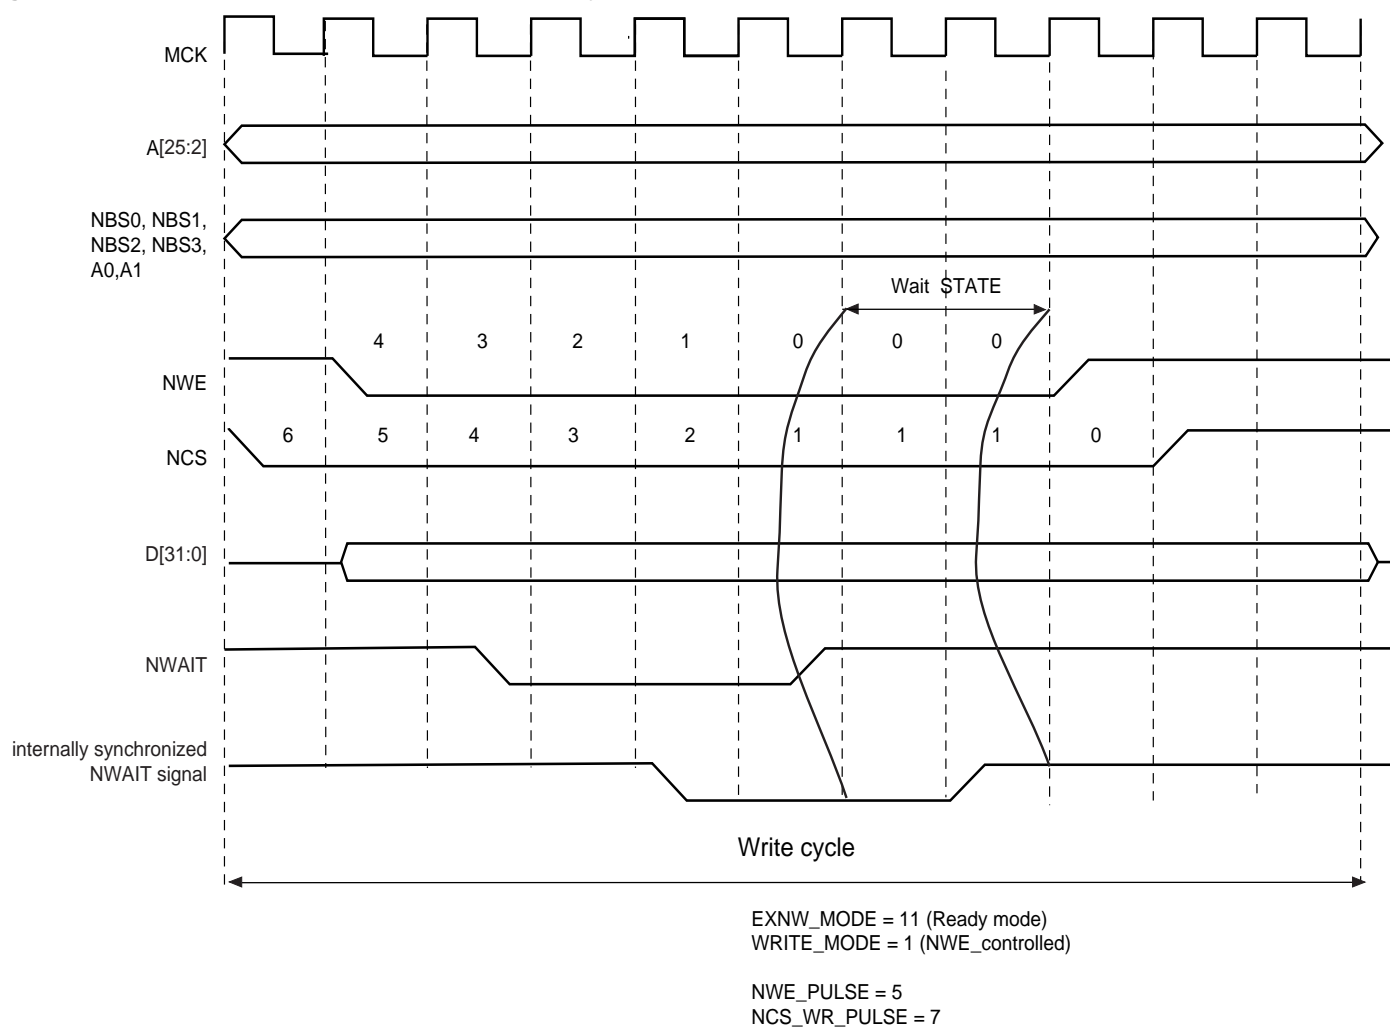 MCK
A[25:2]
NBS0, NBS1,
NBS2, NBS3,
A0,A1
Wait STATE
4 3 2 1 0 0 0
NWE
6 5 4 3 2 1 1 1 0
NCS
D[31:0]
NWAIT
internally synchronized
NWAIT signal
Write cycle
EXNW_MODE = 11 (Ready mode)
WRITE_MODE = 1 (NWE_controlled)
NWE_PULSE = 5
NCS_WR_PULSE = 7